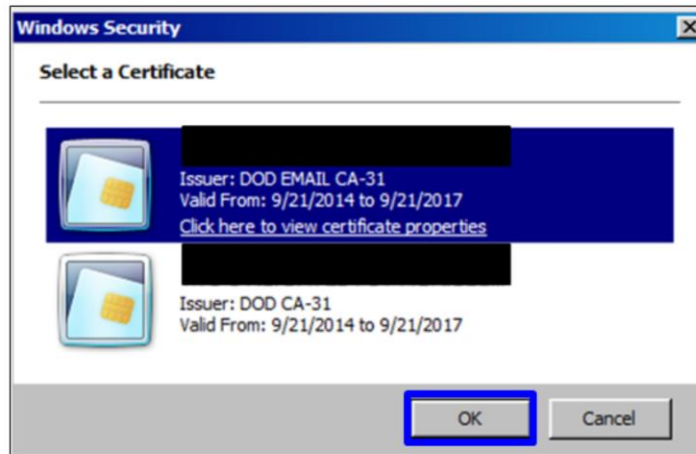 Windows Security
Select a Certificate
Issuer: DOD EMAIL CA-31
Valid From: 9/21/2014 to 9/21/2017
Click here to view certificate properties
Issuer: DOD CA-31
Valid From: 9/21/2014 to 9/21/2017
OK Cancel